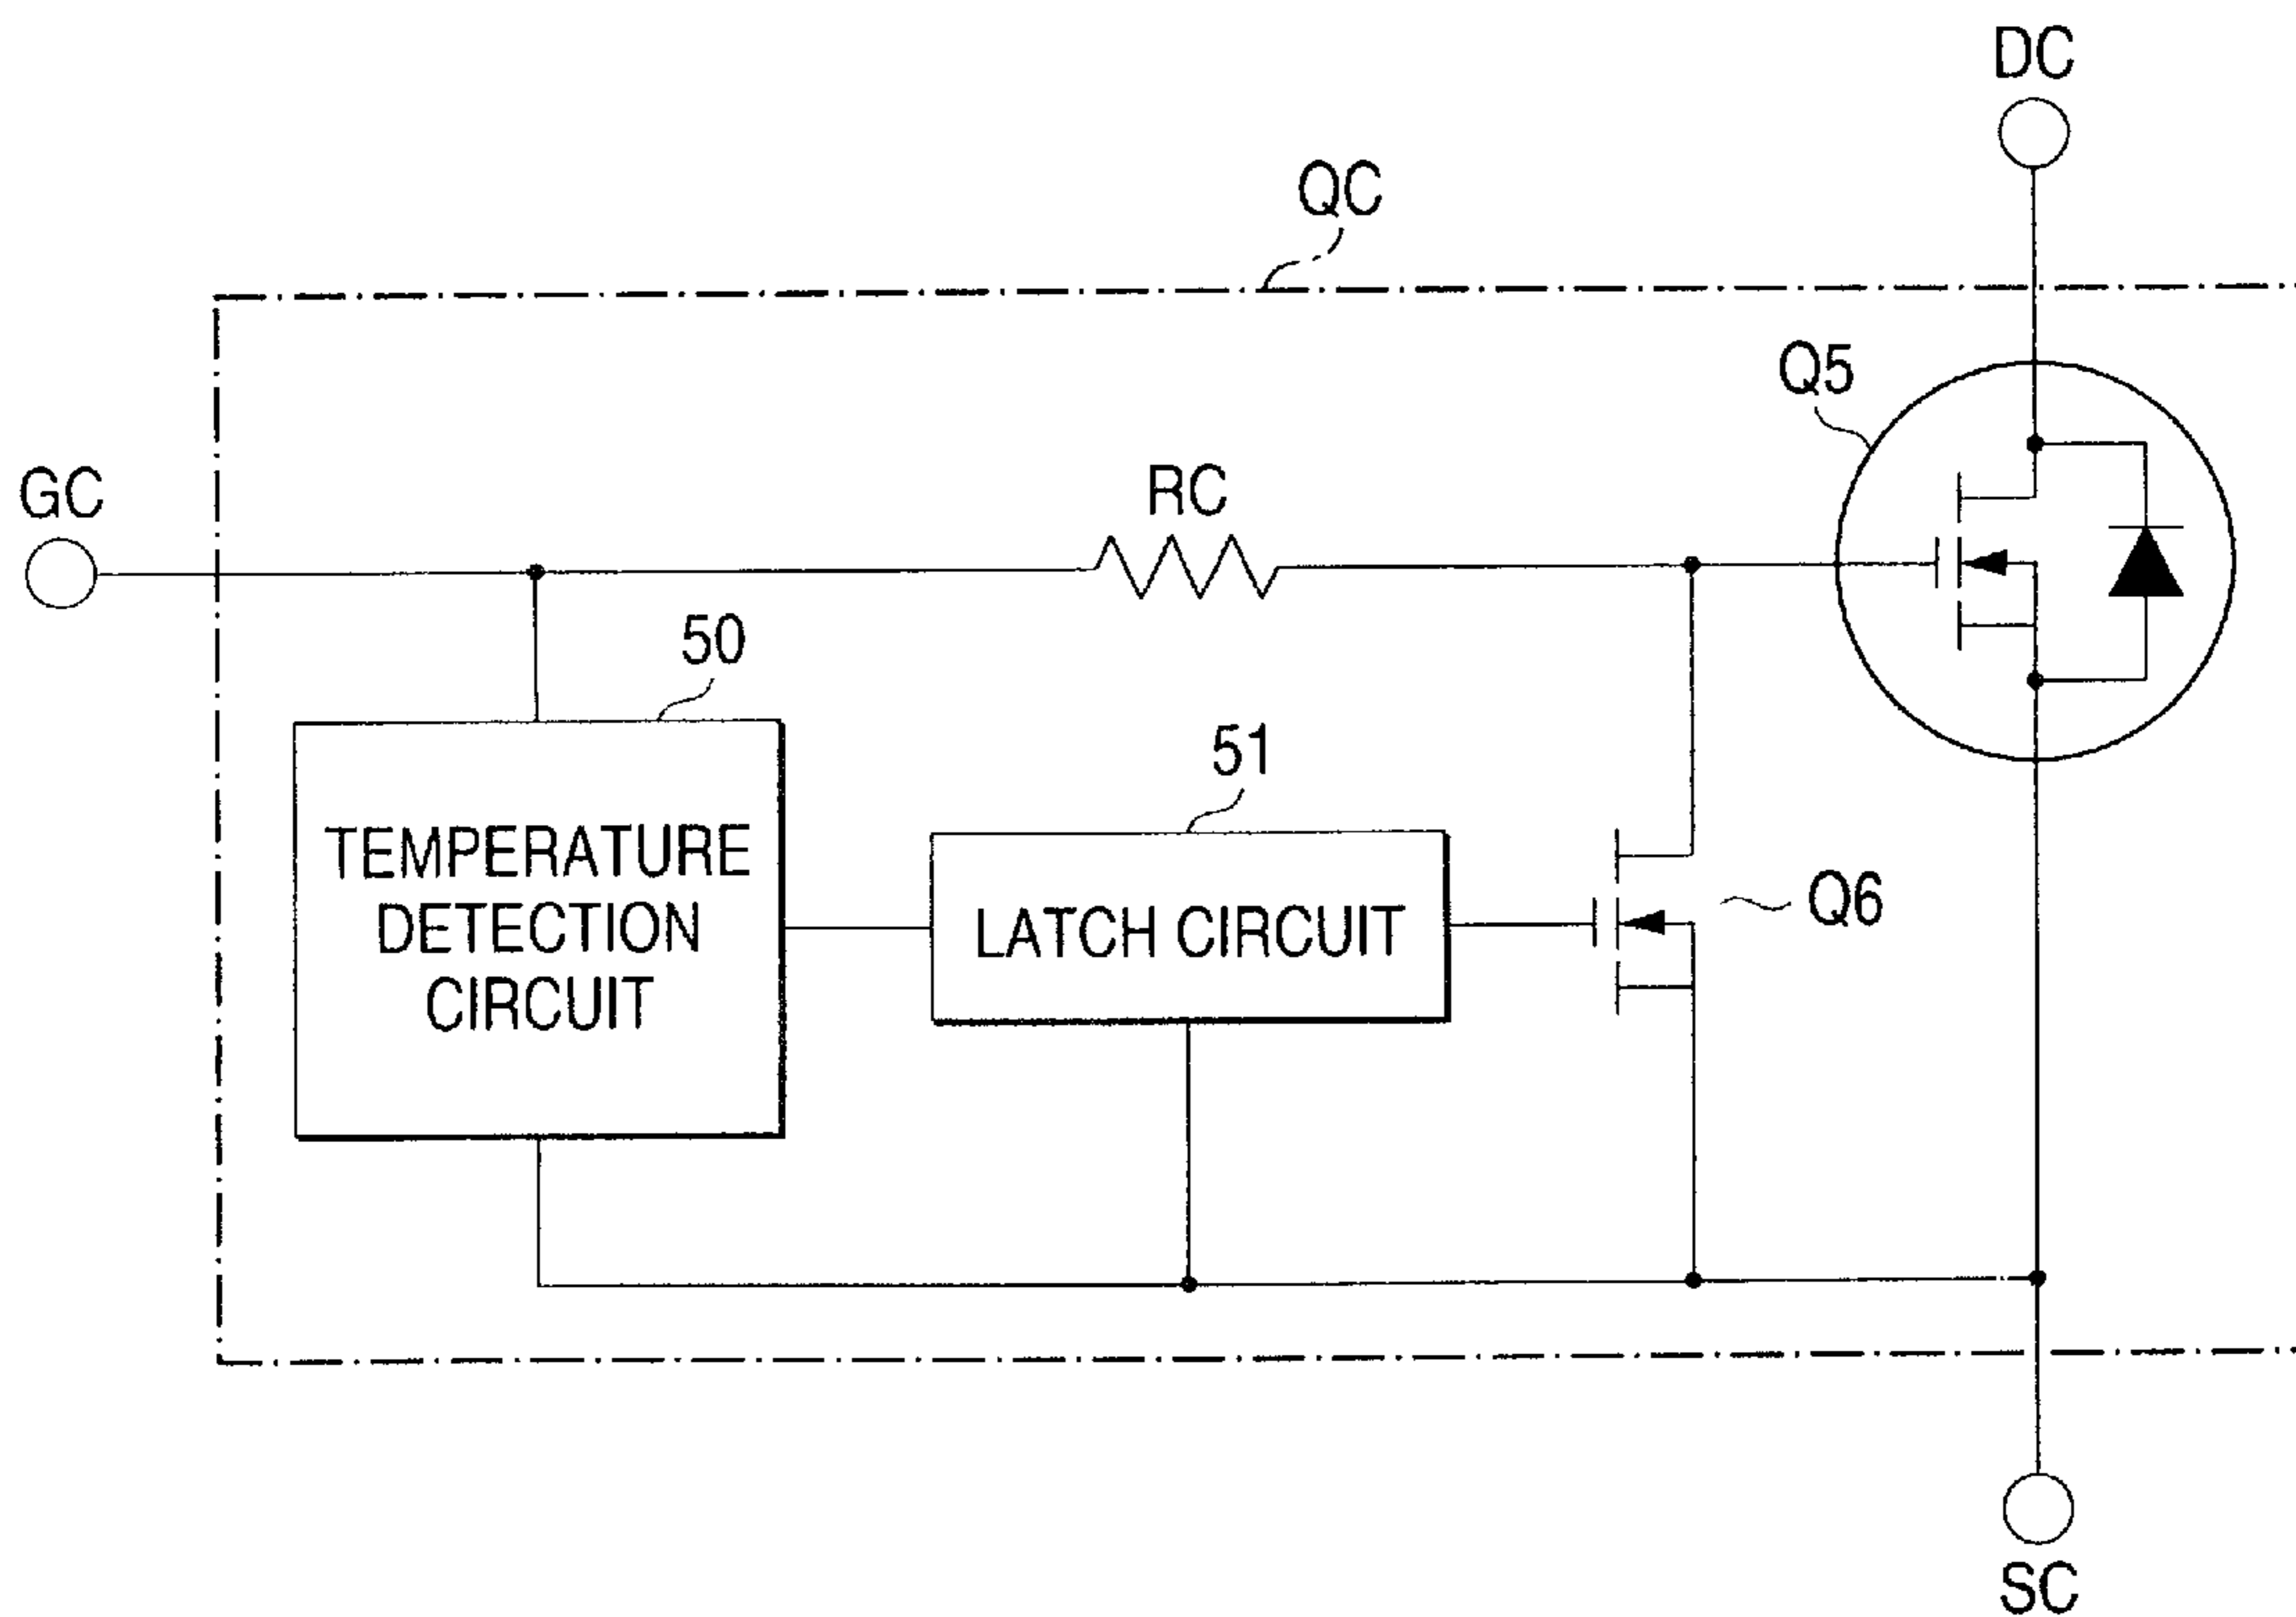 DC
QC
Q5
GC
RC
50
51
TEMPERATURE
DETECTION
CIRCUIT
LATCH CIRCUIT
Q6
SC